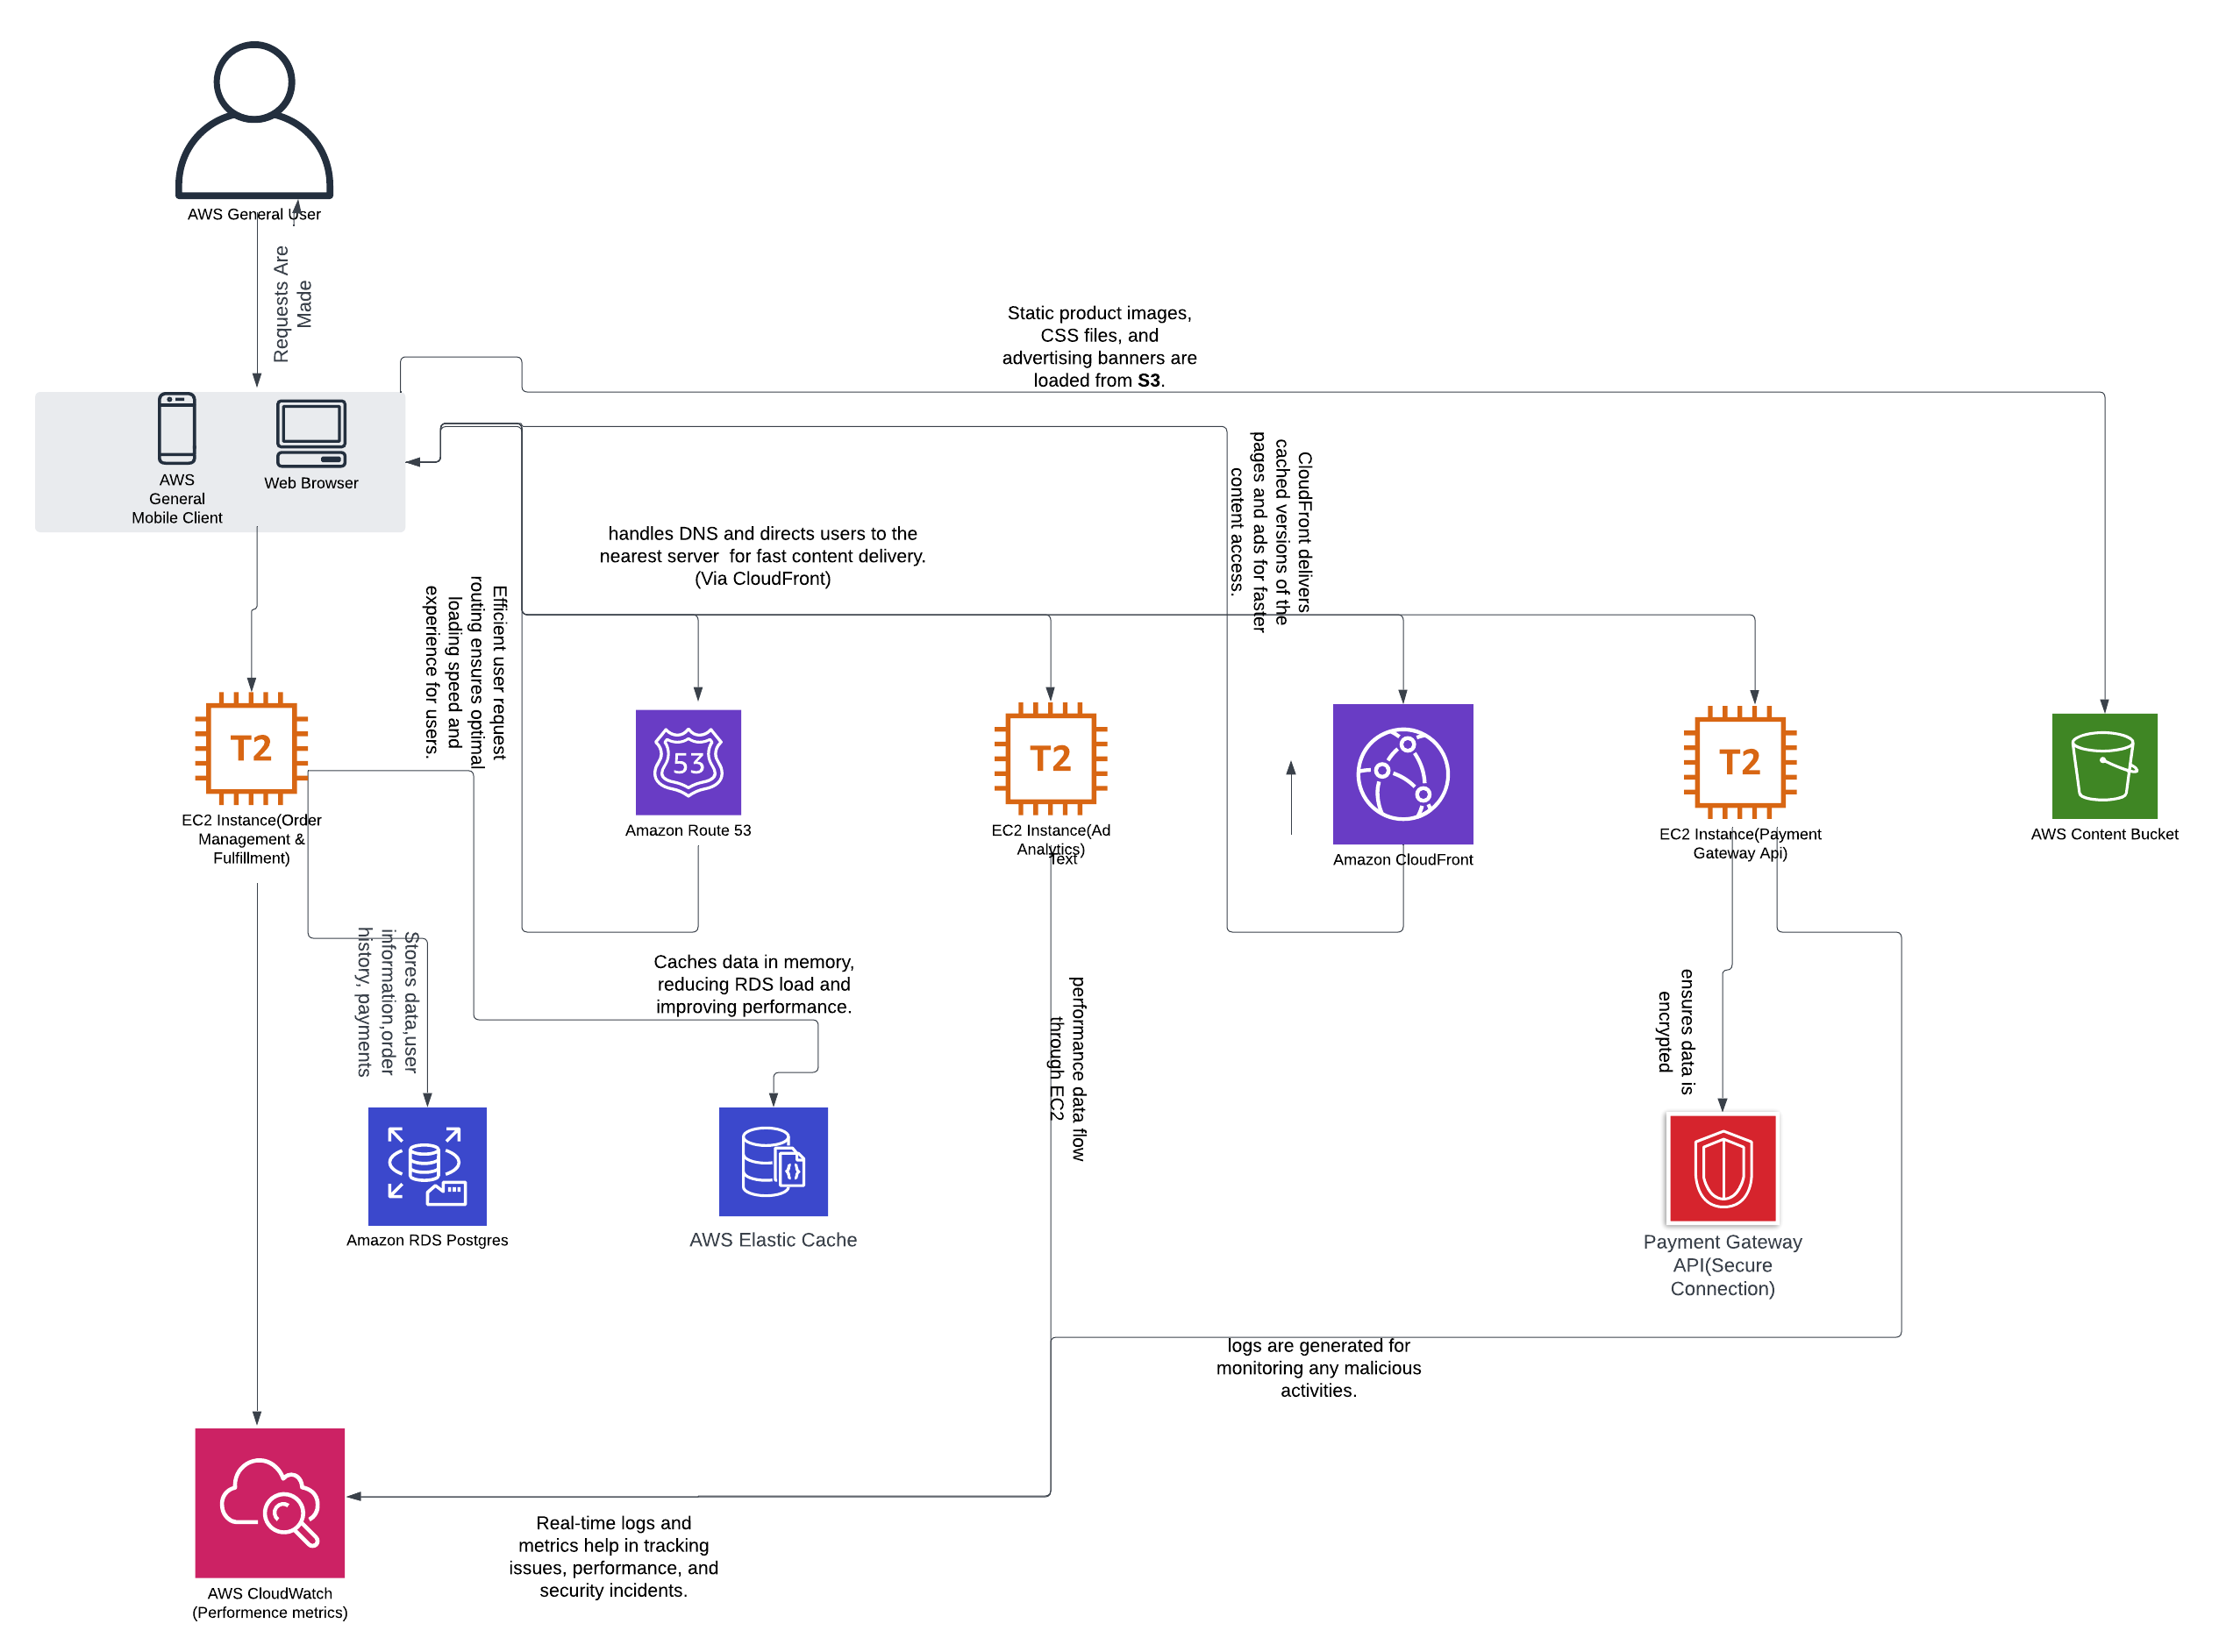 AWS General User
Requests Are
Made
Static product images,
CSS files, and
advertising banners are
loaded from S3.
AWS
General
Mobile Client
Web Browser
CloudFront delivers
cached versions of the
pages and ads for faster
content access.
handles DNS and directs users to the
nearest server for fast content delivery.
(Via CloudFront)
Efficient user request
routing ensures optimal
loading speed and
experience for users.
T2
EC2 Instance(Order
Management &
Fulfillment)
53
Amazon Route 53
T2
EC2 Instance(Ad
Analytics)
Text
Amazon CloudFront
T2
EC2 Instance(Payment
Gateway Api)
AWS Content Bucket
Stores data,user
information,order
history, payments
Caches data in memory,
reducing RDS load and
improving performance.
performance data flow
through EC2
ensures data is
encrypted
Amazon RDS Postgres
AWS Elastic Cache
Payment Gateway
API(Secure
Connection)
logs are generated for
monitoring any malicious
activities.
Real-time logs and
metrics help in tracking
issues, performance, and
security incidents.
AWS CloudWatch
(Performence metrics)